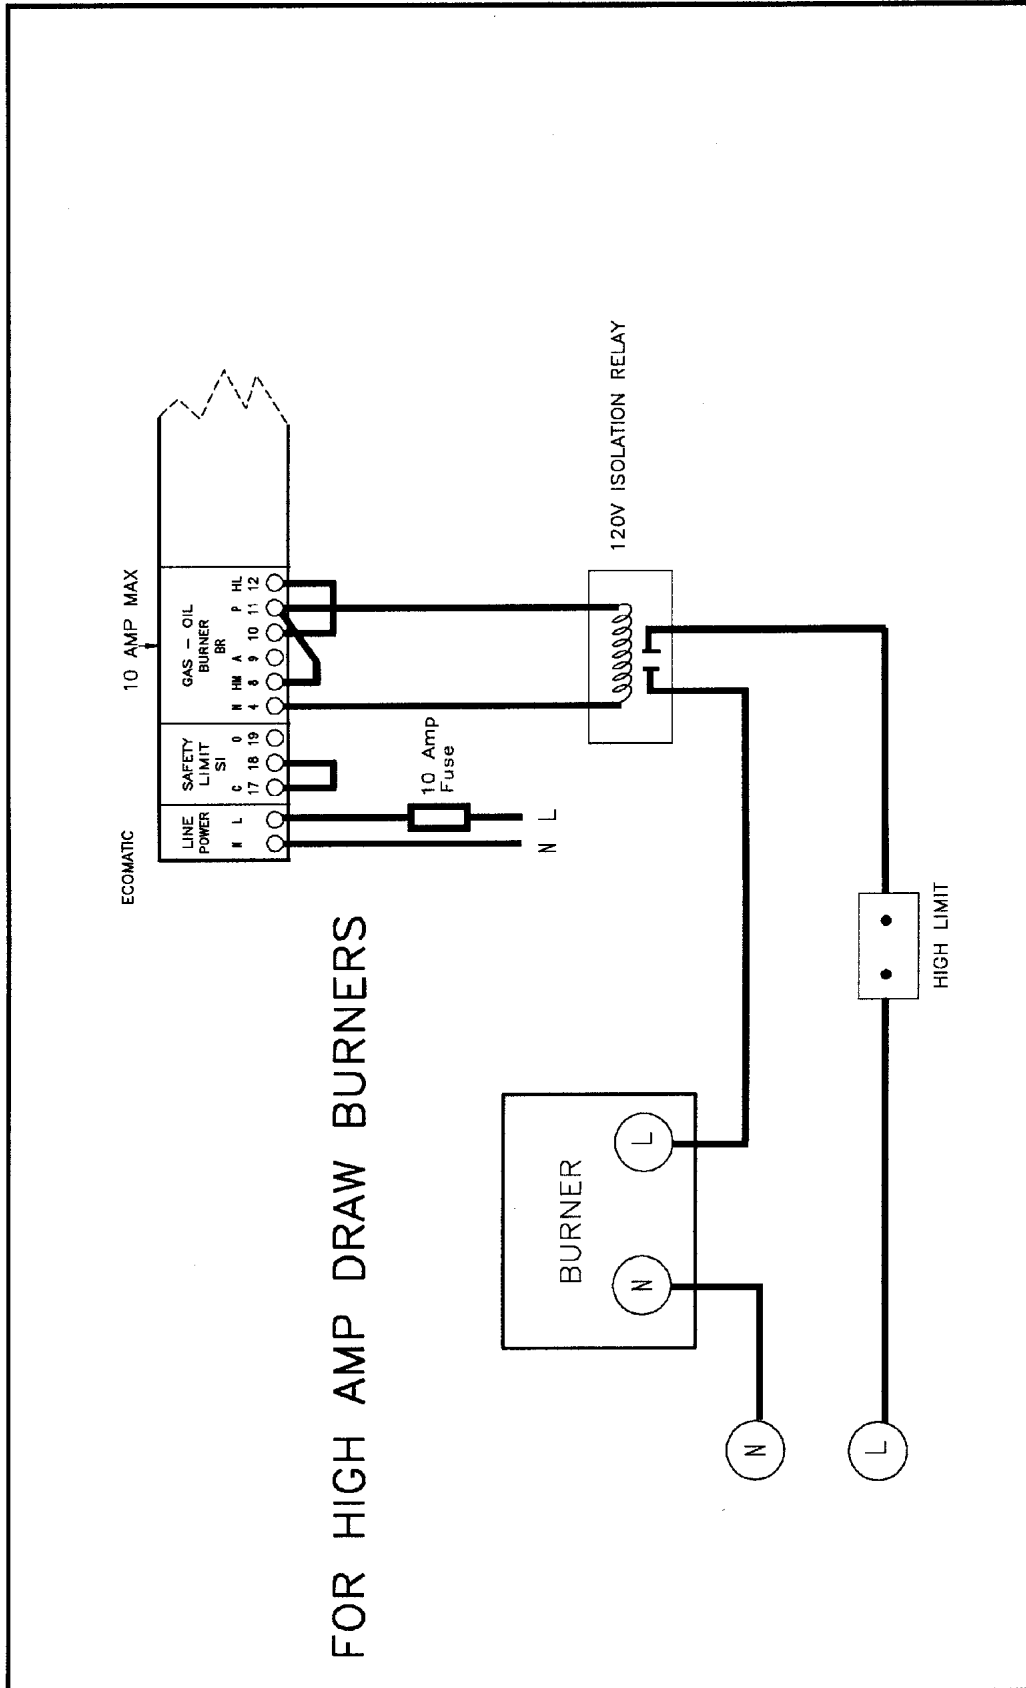 FOR HIGH AMP DRAW BURNERS
ECOMATIC
10 AMP MAX
LINE
POWER
N L
SAFETY
LIMIT
SI
C O
17 18 19
GAS – OIL
BURNER
BR
N HM A P HL
4 8 9 10 11 12
10 Amp
Fuse
N
L
120V ISOLATION RELAY
BURNER
N
L
HIGH LIMIT
N
L